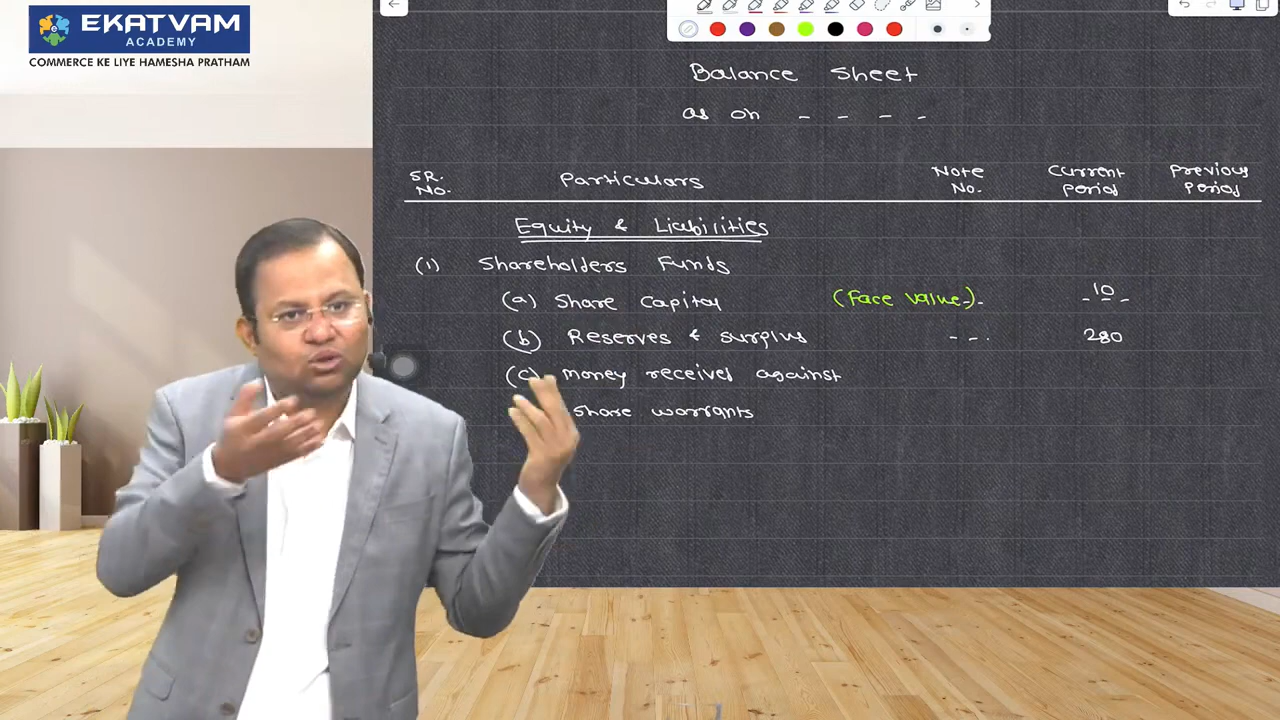 EKATVAM
ACADEMY
COMMERCE KE LIYE HAMESHA PRATHAM
Balance Sheet
as on - - - -
SR. No. Particulars Note No. Current Period Previous Period
Equity & Liabilities
(1) Shareholders Funds
(a) Share Capital (Face Value) 10
(b) Reserves & Surplus - - . 280
(c) Money received against
Share warrants